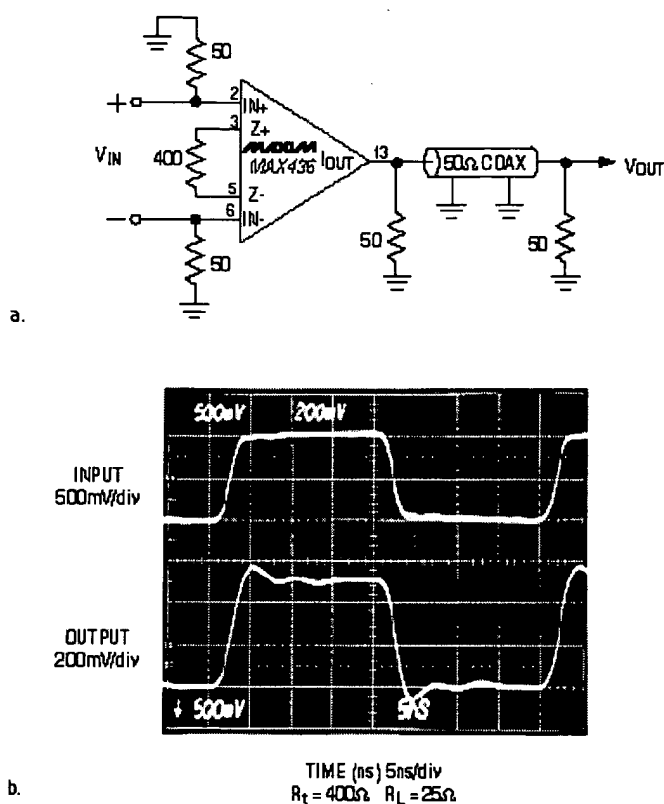 50
+
2
IN+
3
Z+
VIN
400
MAXIM
MAX436
IOUT
13
50Ω COAX
VOUT
5
Z-
-
6
IN-
50
50
50
a.
500mV 200mV
INPUT
500mV/div
OUTPUT
200mV/div
↓ 500mV 5nS
b.
TIME (ns) 5ns/div
Rt = 400Ω RL = 25Ω